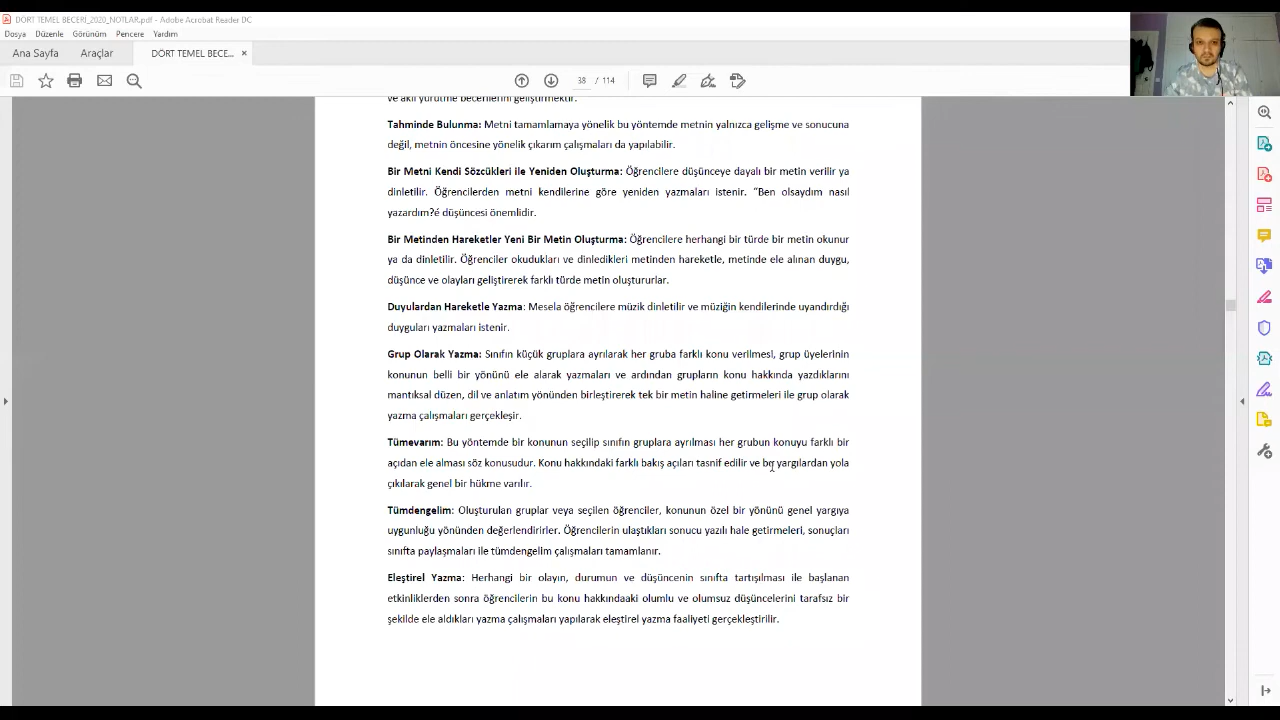 DÖRT TEMEL BECERİ_2020_NOTLAR.pdf - Adobe Acrobat Reader DC
Dosya Düzenle Görünüm Pencere Yardım
Ana Sayfa Araçlar DÖRT TEMEL BECE... ×
38 / 114
ve akıl yürütme becerilerini geliştirmektir.
Tahminde Bulunma: Metni tamamlamaya yönelik bu yöntemde metnin yalnızca gelişme ve sonucuna
değil, metnin öncesine yönelik çıkarım çalışmaları da yapılabilir.
Bir Metni Kendi Sözcükleri ile Yeniden Oluşturma: Öğrencilere düşünceye dayalı bir metin verilir ya
dinletilir. Öğrencilerden metni kendilerine göre yeniden yazmaları istenir. "Ben olsaydım nasıl
yazardım?é düşüncesi önemlidir.
Bir Metinden Hareketler Yeni Bir Metin Oluşturma: Öğrencilere herhangi bir türde bir metin okunur
ya da dinletilir. Öğrenciler okudukları ve dinledikleri metinden hareketle, metinde ele alınan duygu,
düşünce ve olayları geliştirerek farklı türde metin oluştururlar.
Duyulardan Hareketle Yazma: Mesela öğrencilere müzik dinletilir ve müziğin kendilerinde uyandırdığı
duyguları yazmaları istenir.
Grup Olarak Yazma: Sınıfın küçük gruplara ayrılarak her gruba farklı konu verilmesi, grup üyelerinin
konunun belli bir yönünü ele alarak yazmaları ve ardından grupların konu hakkında yazdıklarını
mantıksal düzen, dil ve anlatım yönünden birleştirerek tek bir metin haline getirmeleri ile grup olarak
yazma çalışmaları gerçekleşir.
Tümevarım: Bu yöntemde bir konunun seçilip sınıfın gruplara ayrılması her grubun konuyu farklı bir
açıdan ele alması söz konusudur. Konu hakkındaki farklı bakış açıları tasnif edilir ve bu yargılardan yola
çıkılarak genel bir hükme varılır.
Tümdengelim: Oluşturulan gruplar veya seçilen öğrenciler, konunun özel bir yönünü genel yargıya
uygunluğu yönünden değerlendirirler. Öğrencilerin ulaştıkları sonucu yazılı hale getirmeleri, sonuçları
sınıfta paylaşmaları ile tümdengelim çalışmaları tamamlanır.
Eleştirel Yazma: Herhangi bir olayın, durumun ve düşüncenin sınıfta tartışılması ile başlanan
etkinliklerden sonra öğrencilerin bu konu hakkındaaki olumlu ve olumsuz düşüncelerini tarafsız bir
şekilde ele aldıkları yazma çalışmaları yapılarak eleştirel yazma faaliyeti gerçekleştirilir.